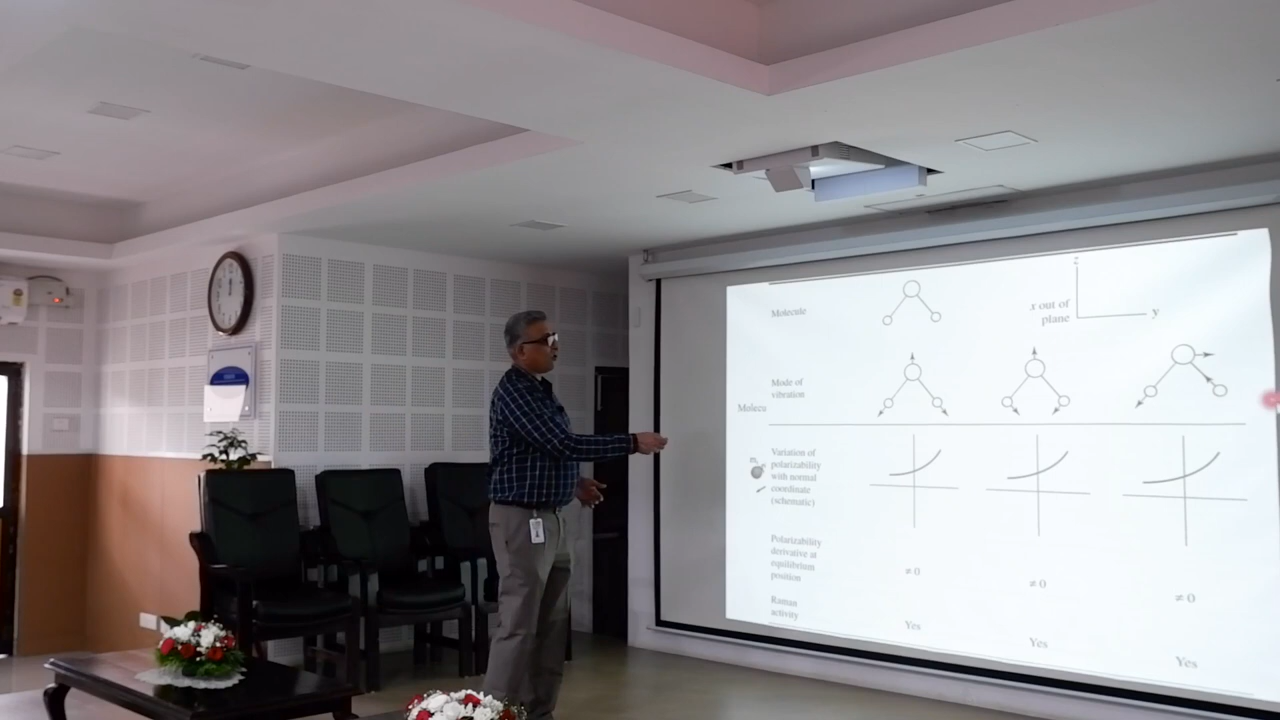 Molecule
x out of
plane
z
y
Mode of
vibration
Molecu
Variation of
polarizability
with normal
coordinate
(schematic)
m
Polarizability
derivative at
equilibrium
position
≠ 0
≠ 0
≠ 0
Raman
activity
Yes
Yes
Yes